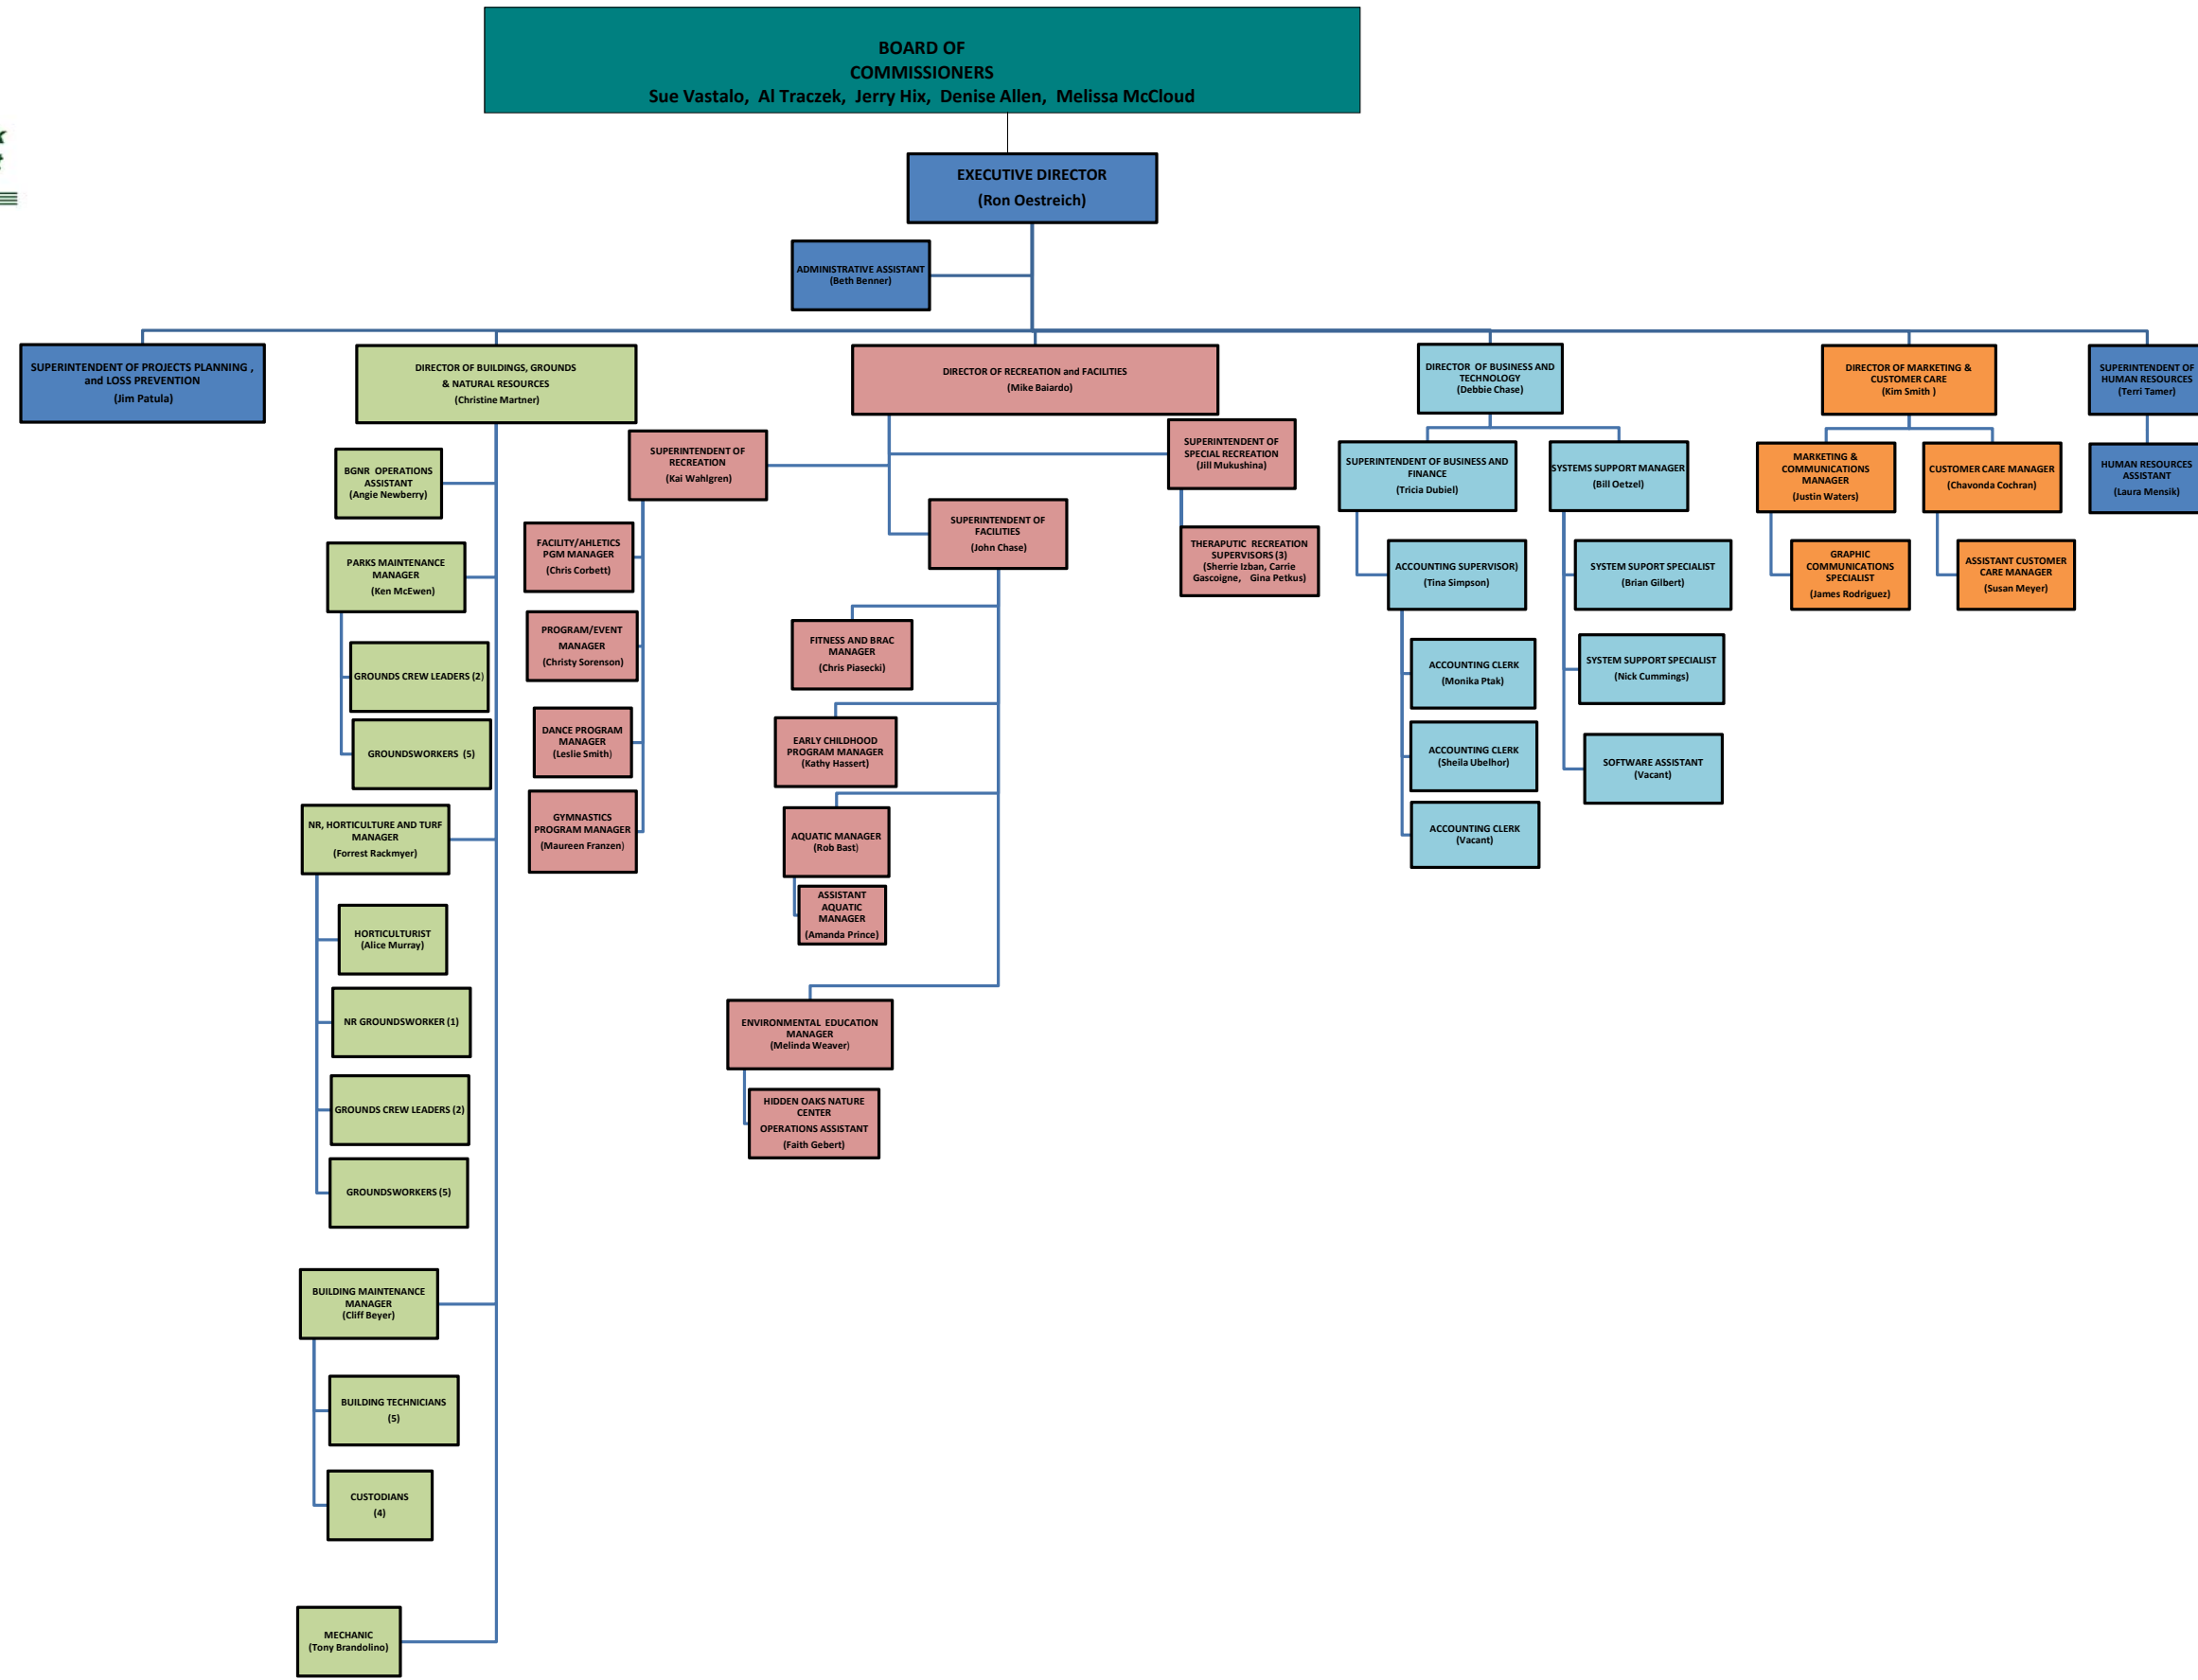 BOARD OF
COMMISSIONERS
Sue Vastalo, Al Traczek, Jerry Hix, Denise Allen, Melissa McCloud
EXECUTIVE DIRECTOR
(Ron Oestreich)
ADMINISTRATIVE ASSISTANT
(Beth Benner)
SUPERINTENDENT OF PROJECTS PLANNING ,
and LOSS PREVENTION
(Jim Patula)
DIRECTOR OF BUILDINGS, GROUNDS
& NATURAL RESOURCES
(Christine Martner)
BGNR OPERATIONS
ASSISTANT
(Angie Newberry)
PARKS MAINTENANCE
MANAGER
(Ken McEwen)
GROUNDS CREW LEADERS (2)
GROUNDSWORKERS (5)
NR, HORTICULTURE AND TURF
MANAGER
(Forrest Rackmyer)
HORTICULTURIST
(Alice Murray)
NR GROUNDSWORKER (1)
GROUNDS CREW LEADERS (2)
GROUNDSWORKERS (5)
BUILDING MAINTENANCE
MANAGER
(Cliff Beyer)
BUILDING TECHNICIANS
(5)
CUSTODIANS
(4)
MECHANIC
(Tony Brandolino)
DIRECTOR OF RECREATION and FACILITIES
(Mike Baiardo)
SUPERINTENDENT OF
RECREATION
(Kai Wahlgren)
FACILITY/AHLETICS
PGM MANAGER
(Chris Corbett)
PROGRAM/EVENT
MANAGER
(Christy Sorenson)
DANCE PROGRAM
MANAGER
(Leslie Smith)
GYMNASTICS
PROGRAM MANAGER
(Maureen Franzen)
SUPERINTENDENT OF
FACILITIES
(John Chase)
FITNESS AND BRAC
MANAGER
(Chris Piasecki)
EARLY CHILDHOOD
PROGRAM MANAGER
(Kathy Hassert)
AQUATIC MANAGER
(Rob Bast)
ASSISTANT
AQUATIC
MANAGER
(Amanda Prince)
ENVIRONMENTAL EDUCATION
MANAGER
(Melinda Weaver)
HIDDEN OAKS NATURE
CENTER
OPERATIONS ASSISTANT
(Faith Gebert)
SUPERINTENDENT OF
SPECIAL RECREATION
(Jill Mukushina)
THERAPUTIC RECREATION
SUPERVISORS (3)
(Sherrie Izban, Carrie
Gascoigne, Gina Petkus)
DIRECTOR OF BUSINESS AND
TECHNOLOGY
(Debbie Chase)
SUPERINTENDENT OF BUSINESS AND
FINANCE
(Tricia Dubiel)
ACCOUNTING SUPERVISOR)
(Tina Simpson)
ACCOUNTING CLERK
(Monika Ptak)
ACCOUNTING CLERK
(Sheila Ubelhor)
ACCOUNTING CLERK
(Vacant)
SYSTEMS SUPPORT MANAGER
(Bill Oetzel)
SYSTEM SUPORT SPECIALIST
(Brian Gilbert)
SYSTEM SUPPORT SPECIALIST
(Nick Cummings)
SOFTWARE ASSISTANT
(Vacant)
DIRECTOR OF MARKETING &
CUSTOMER CARE
(Kim Smith )
MARKETING &
COMMUNICATIONS
MANAGER
(Justin Waters)
GRAPHIC
COMMUNICATIONS
SPECIALIST
(James Rodriguez)
CUSTOMER CARE MANAGER
(Chavonda Cochran)
ASSISTANT CUSTOMER
CARE MANAGER
(Susan Meyer)
SUPERINTENDENT OF
HUMAN RESOURCES
(Terri Tamer)
HUMAN RESOURCES
ASSISTANT
(Laura Mensik)